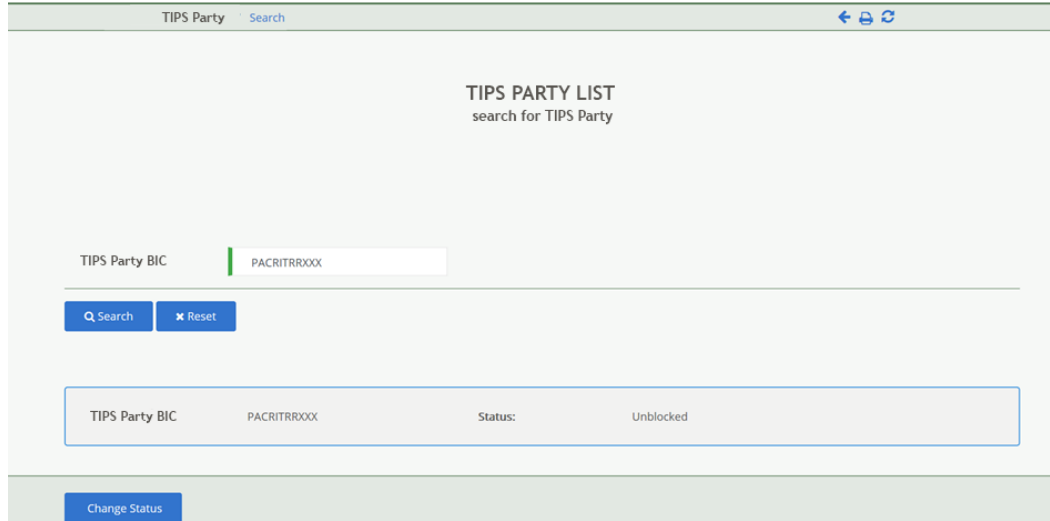 TIPS Party Search
TIPS PARTY LIST
search for TIPS Party
TIPS Party BIC PACRITRRXXX
Search Reset
TIPS Party BIC PACRITRRXXX Status: Unblocked
Change Status